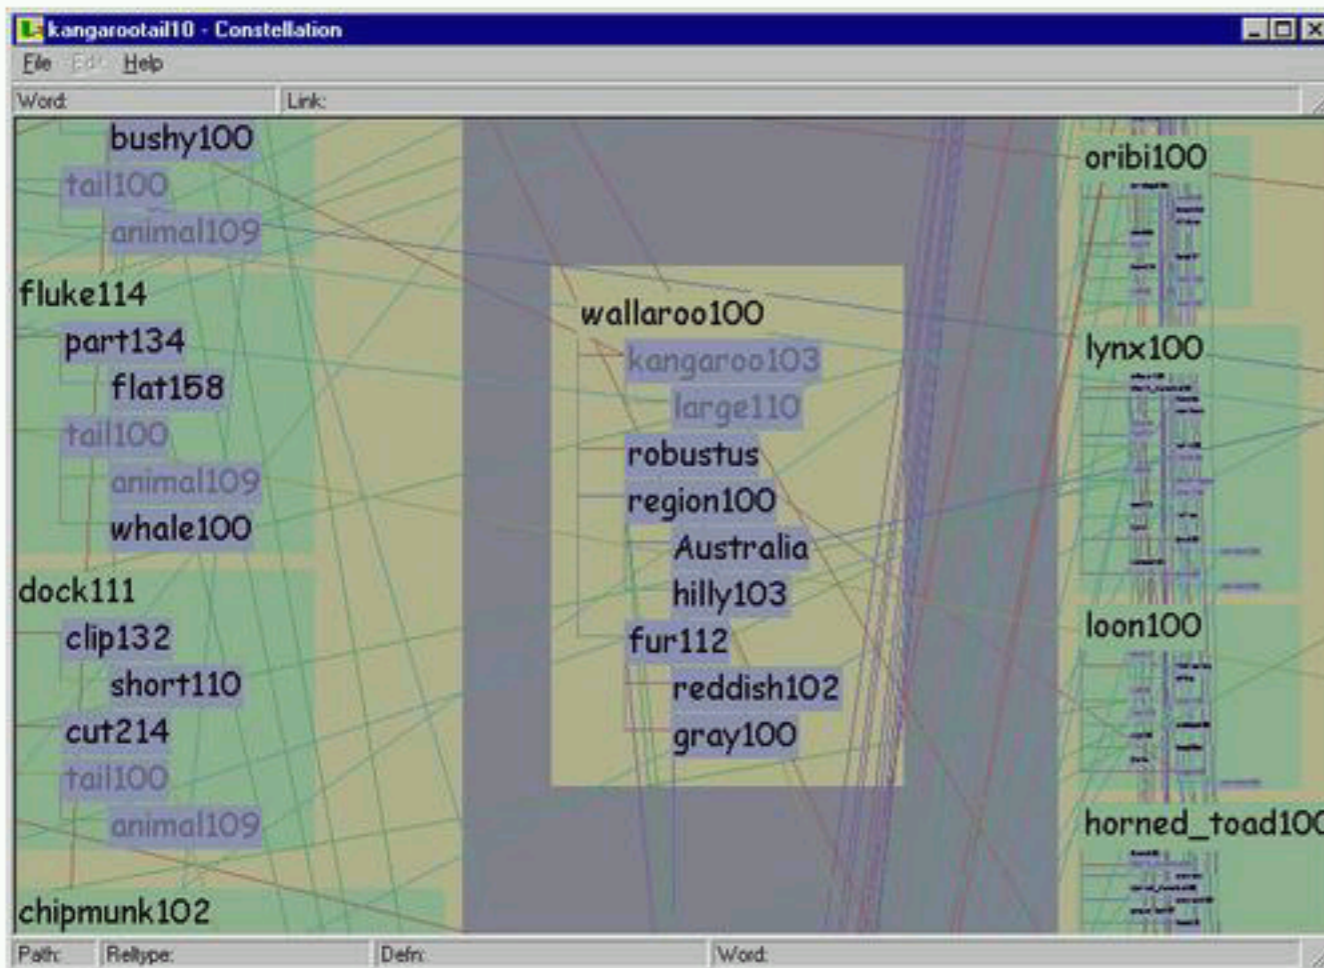 kangarootail10 - Constellation
File Edit Help
Word: Link:
bushy100
tail100
animal109
fluke114
part134
flat158
tail100
animal109
whale100
dock111
clip132
short110
cut214
tail100
animal109
chipmunk102
wallaroo100
kangaroo103
large110
robustus
region100
Australia
hilly103
fur112
reddish102
gray100
oribi100
lynx100
loon100
horned_toad100
Path: Reltype: Defn: Word: